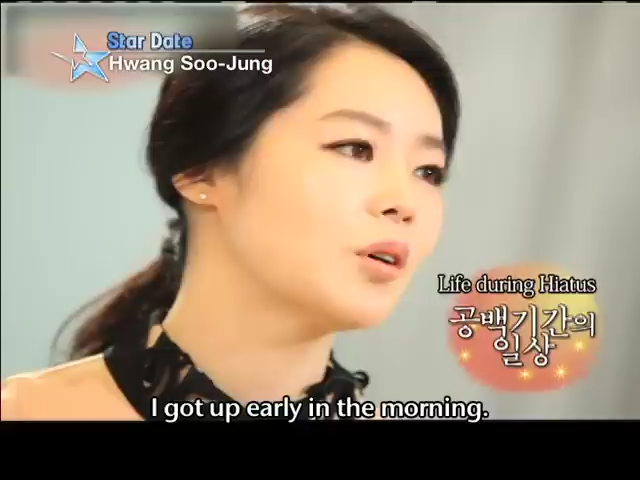 Star Date
Hwang Soo-Jung
Life during Hiatus
공백기간의
일상
I got up early in the morning.